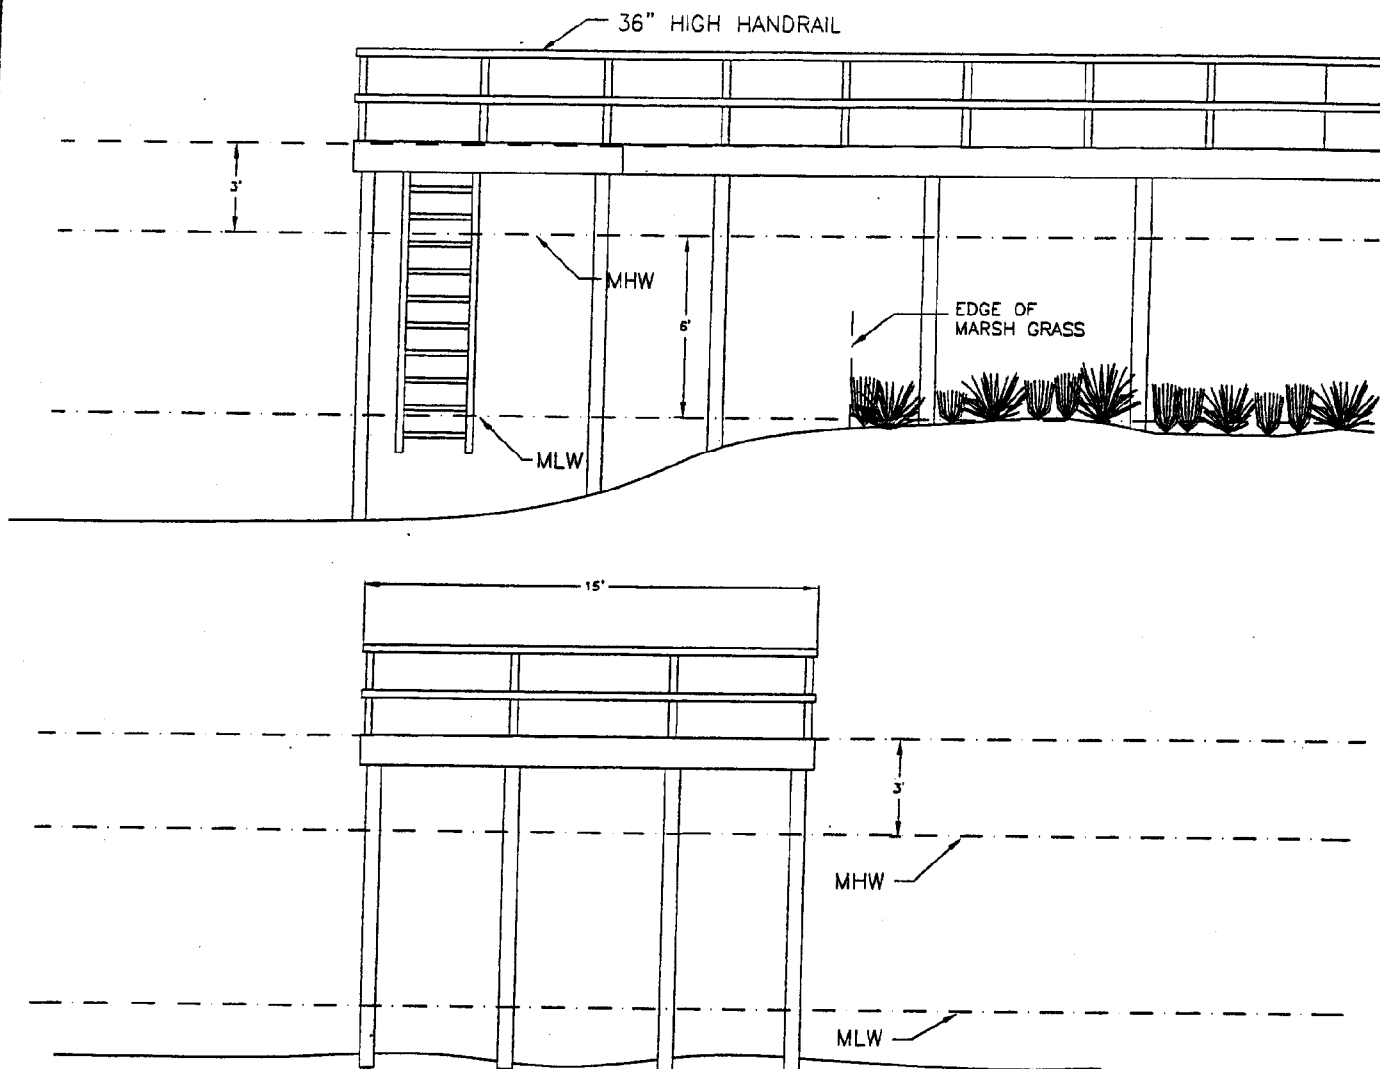 36" HIGH HANDRAIL
3'
MHW
6'
EDGE OF
MARSH GRASS
MLW
15'
3'
MHW
MLW